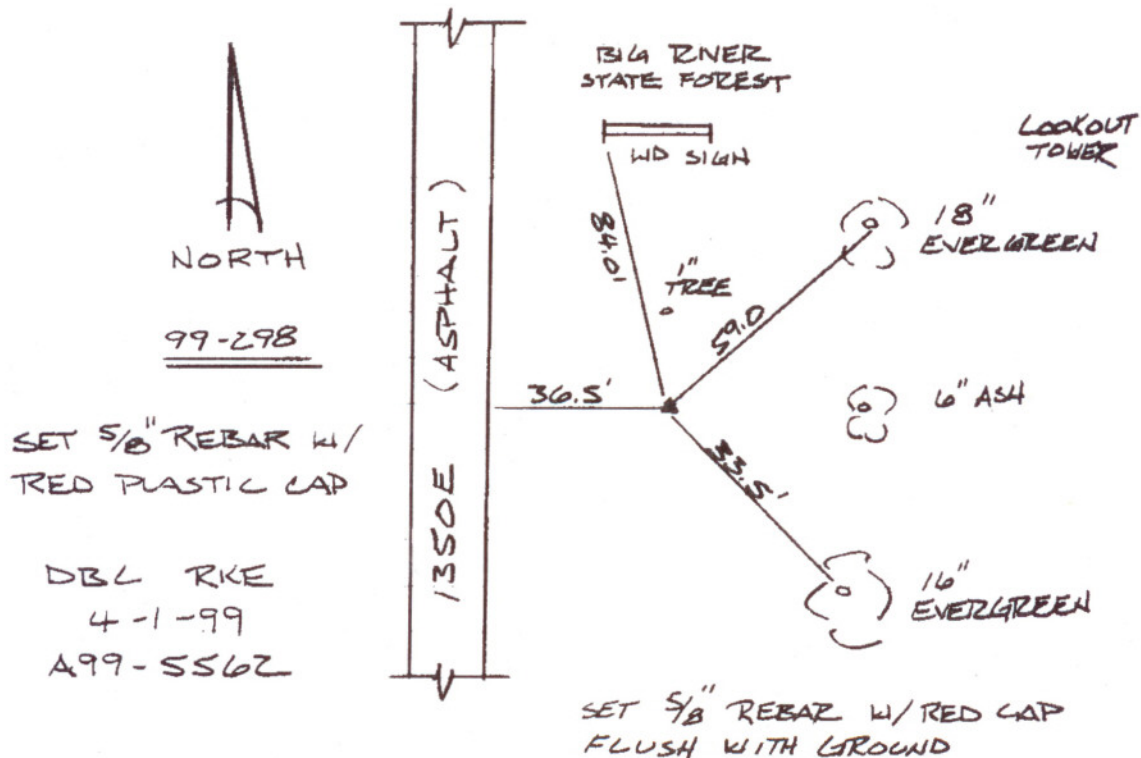 NORTH
99-298
SET 5/8" REBAR W/
RED PLASTIC CAP
DBL RKE
4-1-99
A99-5562
1350E (ASPHALT)
BIG RIVER
STATE FOREST
WD SIGN
LOOKOUT
TOWER
84.0'
1"
TREE
18"
EVERGREEN
59.0
36.5'
6" ASH
33.5'
16"
EVERGREEN
SET 5/8" REBAR W/RED CAP
FLUSH WITH GROUND